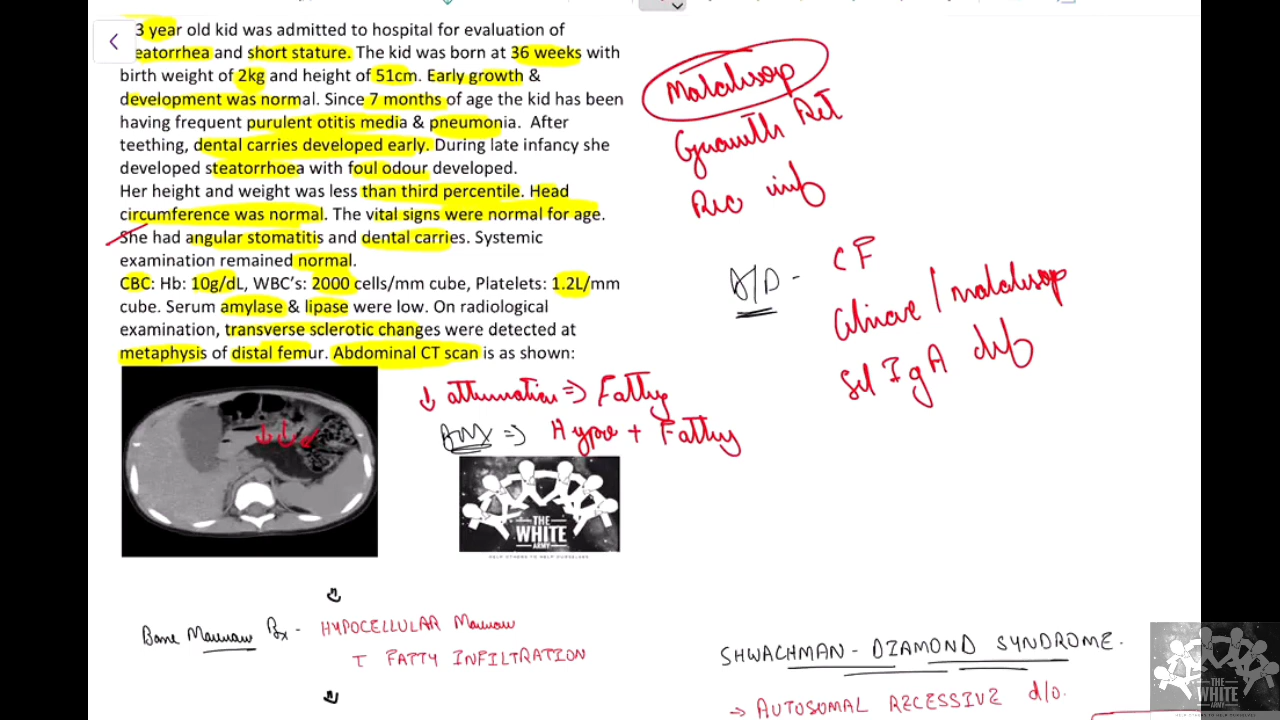 3 year old kid was admitted to hospital for evaluation of
eatorrhea and short stature. The kid was born at 36 weeks with
birth weight of 2kg and height of 51cm. Early growth &
development was normal. Since 7 months of age the kid has been
having frequent purulent otitis media & pneumonia. After
teething, dental carries developed early. During late infancy she
developed steatorrhoea with foul odour developed.
Her height and weight was less than third percentile. Head
circumference was normal. The vital signs were normal for age.
She had angular stomatitis and dental carries. Systemic
examination remained normal.
CBC: Hb: 10g/dL, WBC's: 2000 cells/mm cube, Platelets: 1.2L/mm
cube. Serum amylase & lipase were low. On radiological
examination, transverse sclerotic changes were detected at
metaphysis of distal femur. Abdominal CT scan is as shown:
Malabsop
Growth Ret
Rec inf
D/D -
CF
Celiac / malabsop
Sel IgA def
↓ attenuation => Fatty
BMx => Hypo + Fatty
THE
WHITE
ARMY
HELP OTHERS TO HELP OURSELVES
Bone Marrow Bx - HYPOCELLULAR Marrow
T FATTY INFILTRATION
SHWACHMAN - DIAMOND SYNDROME.
→ AUTOSOMAL RECESSIVE d/o.
THE
WHITE
ARMY